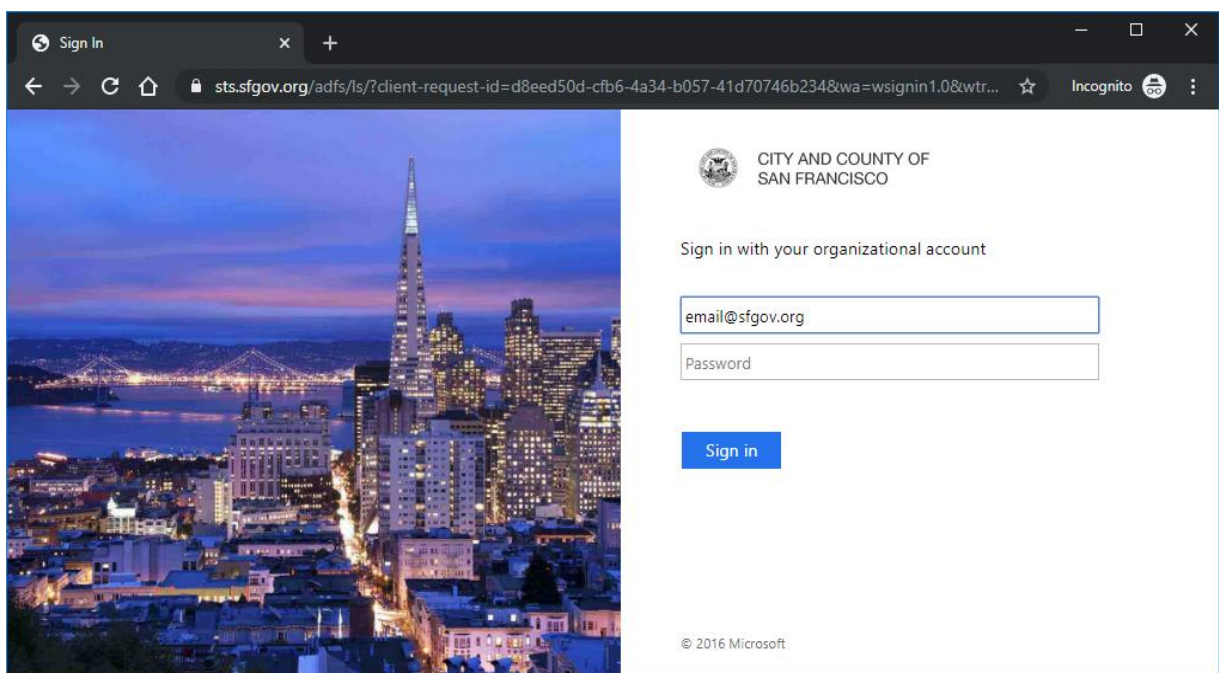 Sign In
sts.sfgov.org/adfs/ls/?client-request-id=d8eed50d-cfb6-4a34-b057-41d70746b234&wa=wsignin1.0&wtr...
Incognito
CITY AND COUNTY OF
SAN FRANCISCO
Sign in with your organizational account
email@sfgov.org
Password
Sign in
© 2016 Microsoft